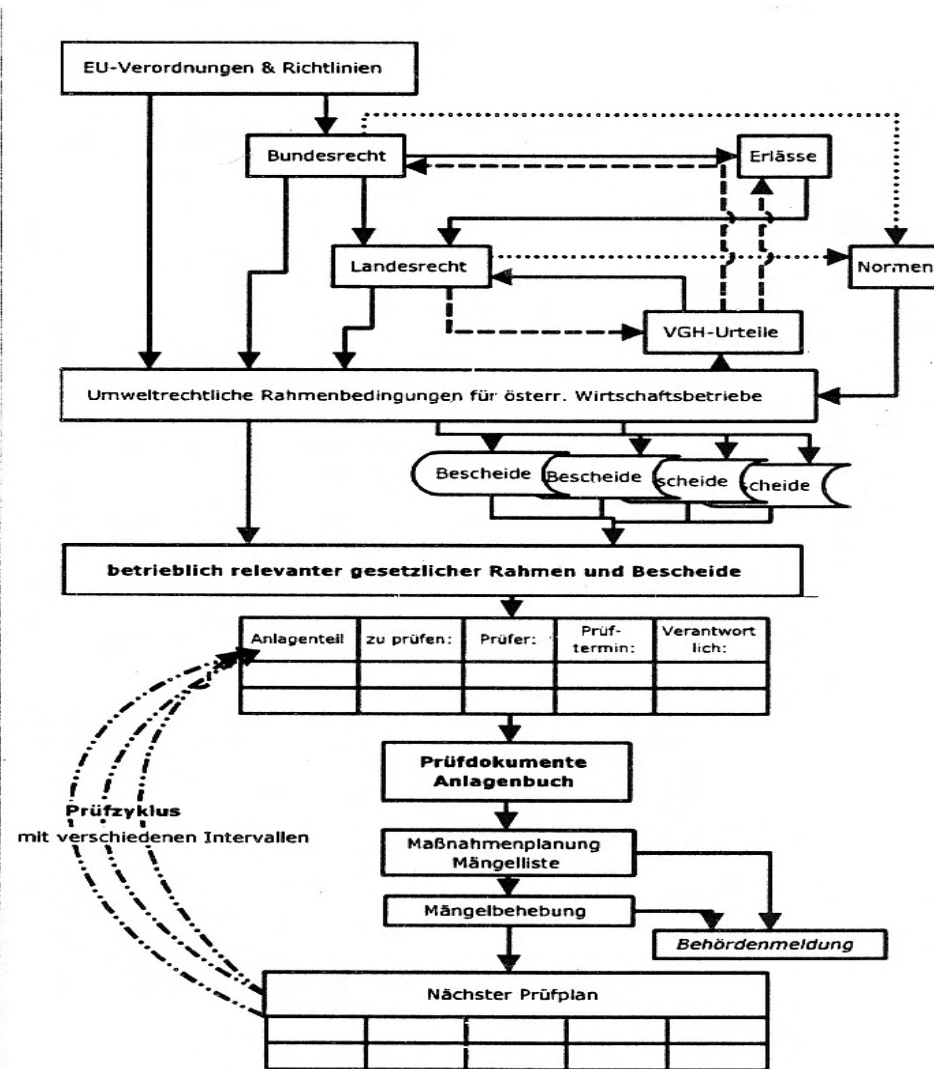 EU-Verordnungen & Richtlinien
Bundesrecht
Erlässe
Landesrecht
Normen
VGH-Urteile
Umweltrechtliche Rahmenbedingungen für österr. Wirtschaftsbetriebe
Bescheide
Bescheide
scheide
cheide
betrieblich relevanter gesetzlicher Rahmen und Bescheide
Anlagenteil
zu prüfen:
Prüfer:
Prüf-
termin:
Verantwort
lich:
Prüfdokumente
Anlagenbuch
Prüfzyklus
mit verschiedenen Intervallen
Maßnahmenplanung
Mängelliste
Mängelbehebung
Behördenmeldung
Nächster Prüfplan